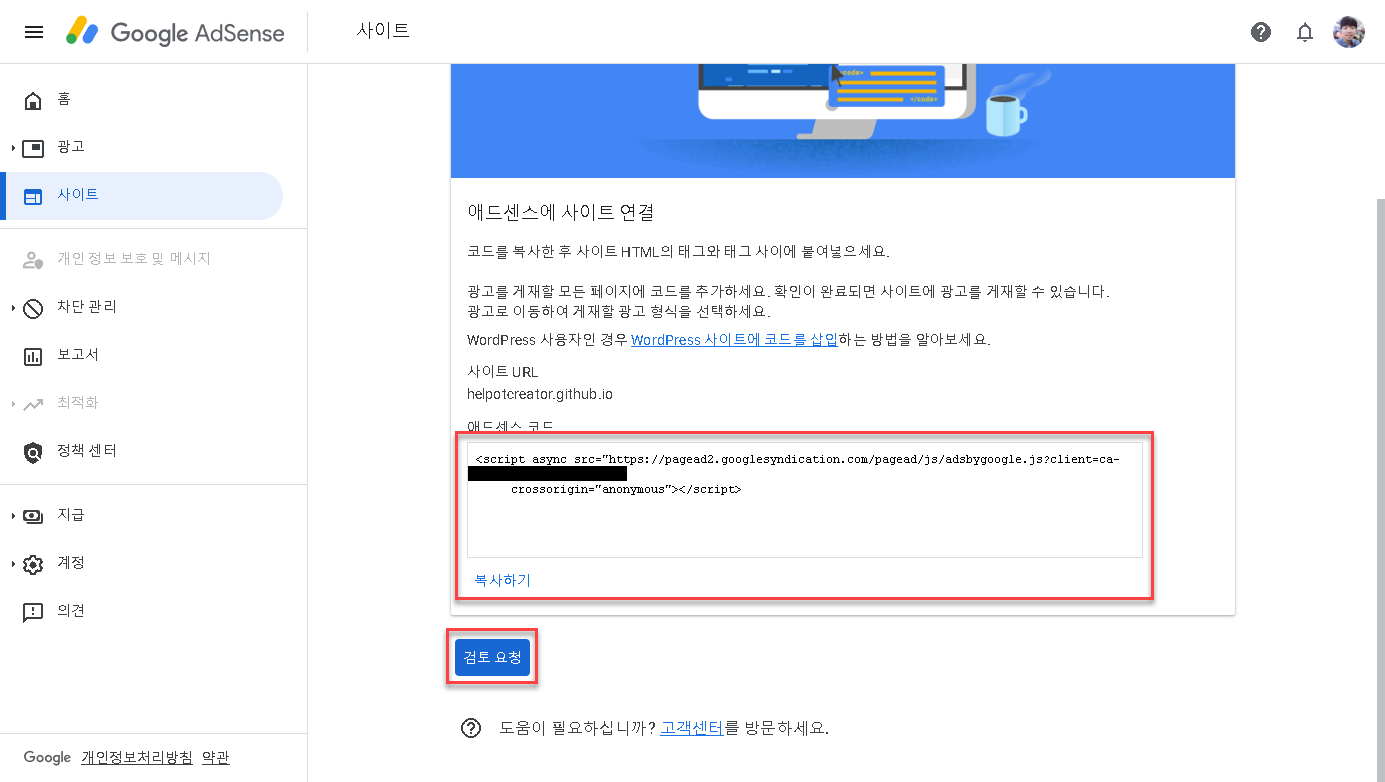 Google AdSense
사이트
홈
광고
사이트
개인 정보 보호 및 메시지
차단 관리
보고서
최적화
정책 센터
지급
계정
의견
Google 개인정보처리방침 약관
code>
</code>
애드센스에 사이트 연결
코드를 복사한 후 사이트 HTML의 태그와 태그 사이에 붙여넣으세요.
광고를 게재할 모든 페이지에 코드를 추가하세요. 확인이 완료되면 사이트에 광고를 게재할 수 있습니다.
광고로 이동하여 게재할 광고 형식을 선택하세요.
WordPress 사용자인 경우 WordPress 사이트에 코드를 삽입하는 방법을 알아보세요.
사이트 URL
helpotcreator.github.io
애드센스 코드
<script async src="https://pagead2.googlesyndication.com/pagead/js/adsbygoogle.js?client=ca-
crossorigin="anonymous"></script>
복사하기
검토 요청
도움이 필요하십니까? 고객센터를 방문하세요.